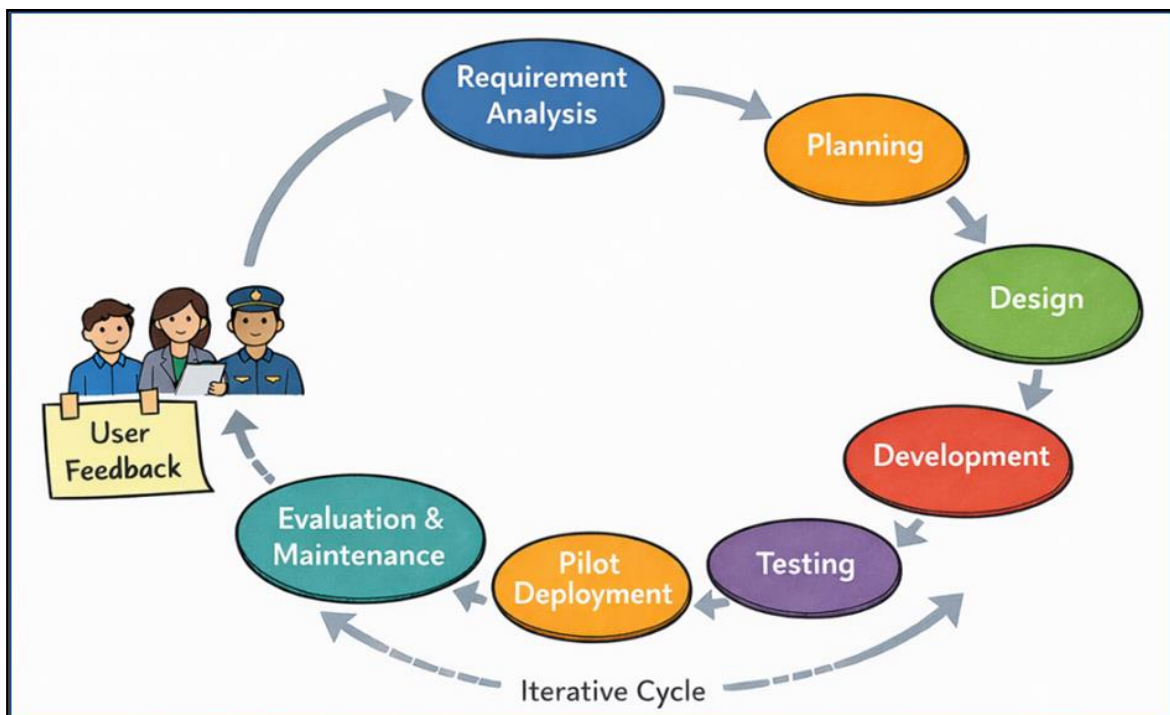 Requirement
Analysis
Planning
Design
Development
Testing
Pilot
Deployment
Evaluation &
Maintenance
User
Feedback
Iterative Cycle